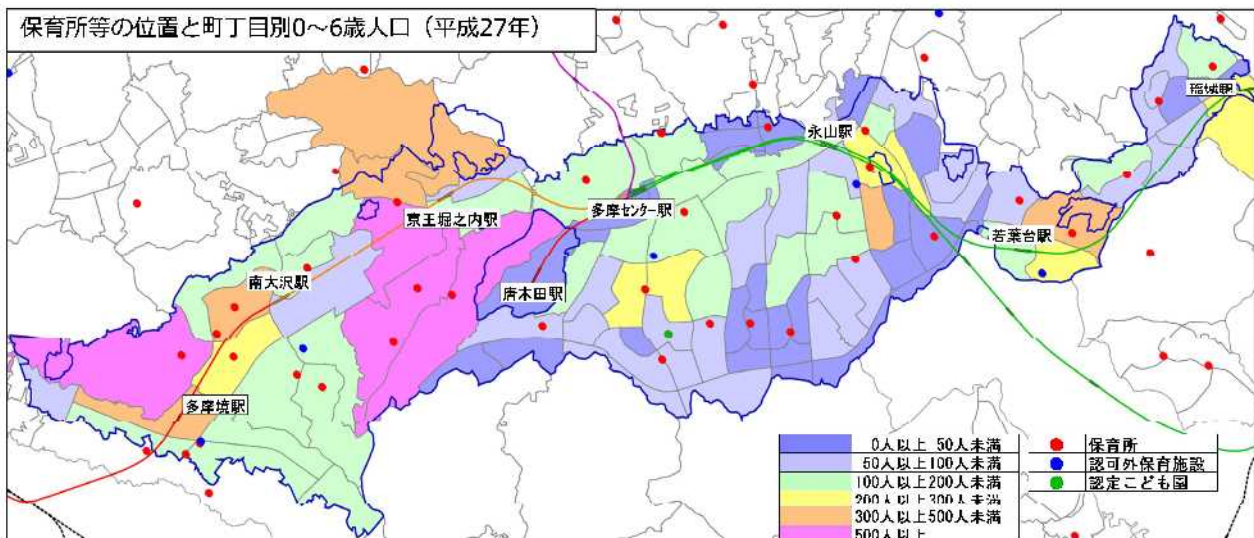 保育所等の位置と町丁目別0～6歳人口（平成27年）
稲城駅
永山駅
多摩センター駅
京王堀之内駅
若葉台駅
南大沢駅
唐木田駅
多摩境駅
0人以上 50人未満
50人以上100人未満
100人以上200人未満
200人以上300人未満
300人以上500人未満
500人以上
保育所
認可外保育施設
認定こども園